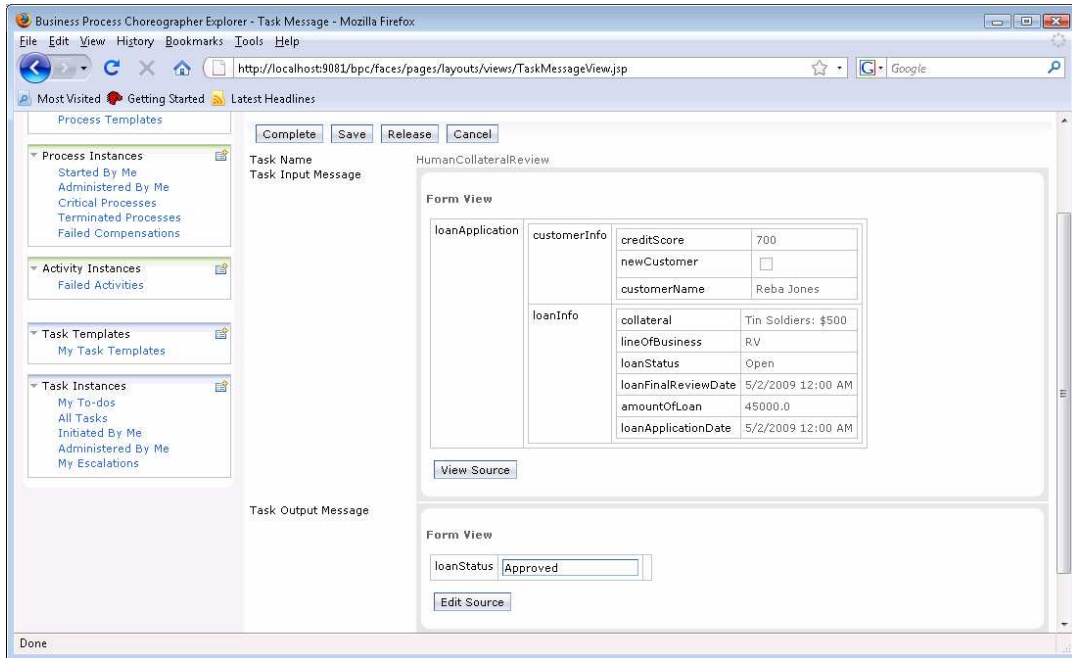 Business Process Choreographer Explorer - Task Message - Mozilla Firefox
File Edit View History Bookmarks Tools Help
http://localhost:9081/bpc/faces/pages/layouts/views/TaskMessageView.jsp
G Google
Most Visited Getting Started Latest Headlines
Process Templates
Process Instances
Started By Me
Administered By Me
Critical Processes
Terminated Processes
Failed Compensations
Activity Instances
Failed Activities
Task Templates
My Task Templates
Task Instances
My To-dos
All Tasks
Initiated By Me
Administered By Me
My Escalations
Complete Save Release Cancel
Task Name HumanCollateralReview
Task Input Message
Form View
loanApplication customerInfo creditScore 700
newCustomer
customerName Reba Jones
loanInfo collateral Tin Soldiers: $500
lineOfBusiness RV
loanStatus Open
loanFinalReviewDate 5/2/2009 12:00 AM
amountOfLoan 45000.0
loanApplicationDate 5/2/2009 12:00 AM
View Source
Task Output Message
Form View
loanStatus Approved
Edit Source
Done